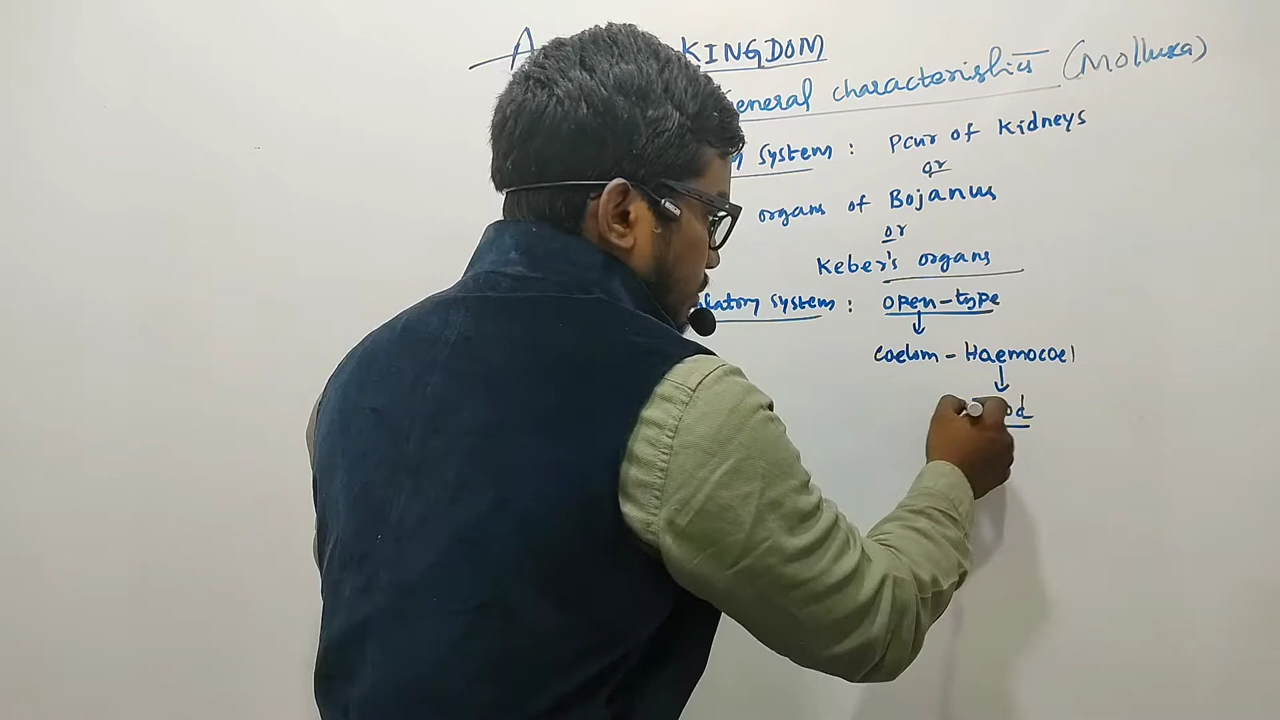 A KINGDOM
General characteristics (Mollusca)
System : Pair of Kidneys
or
organs of Bojanus
or
Keber's organs
system : open-type
Coelom - Haemocoel